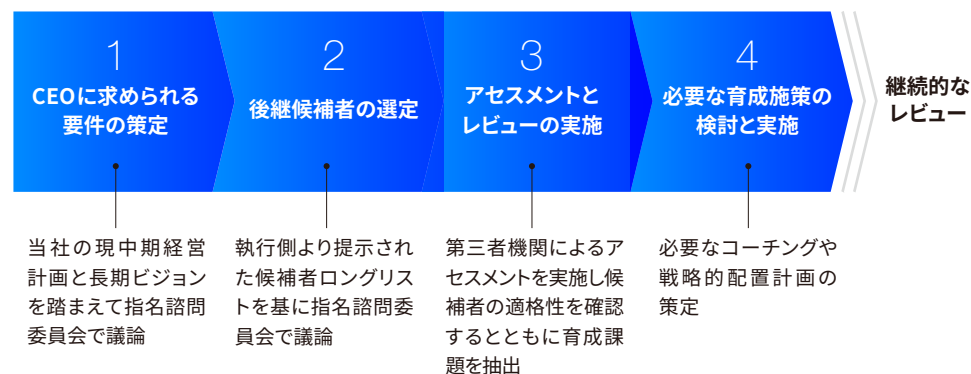 1
CEOに求められる
要件の策定
2
後継候補者の選定
3
アセスメントと
レビューの実施
4
必要な育成施策の
検討と実施
継続的な
レビュー
当社の現中期経営
計画と長期ビジョン
を踏まえて指名諮問
委員会で議論
執行側より提示され
た候補者ロングリス
トを基に指名諮問委
員会で議論
第三者機関によるア
セスメントを実施し候
補者の適格性を確認
するとともに育成課
題を抽出
必要なコーチングや
戦略的配置計画の
策定